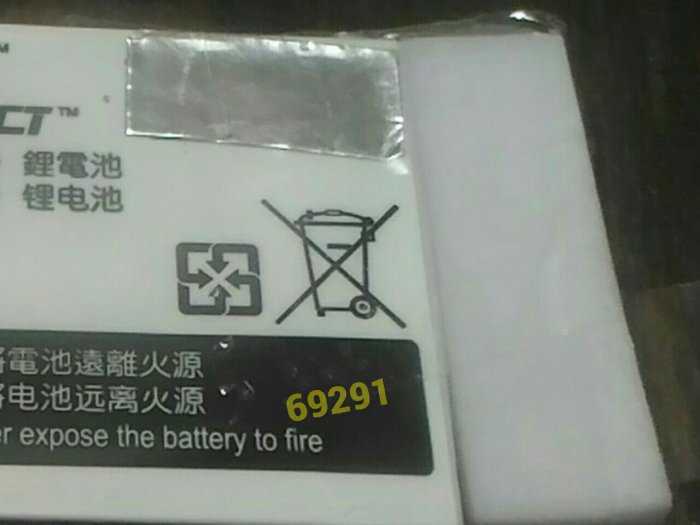 CT™
鋰電池
锂电池
電池遠離火源
电池远离火源
69291
expose the battery to fire